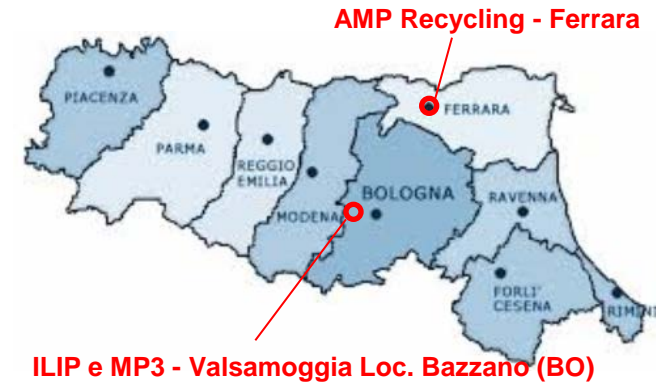 AMP Recycling - Ferrara
PIACENZA
PARMA
REGGIO
EMILIA
MODENA
BOLOGNA
FERRARA
RAVENNA
FORLI'
CESENA
RIMINI
ILIP e MP3 - Valsamoggia Loc. Bazzano (BO)